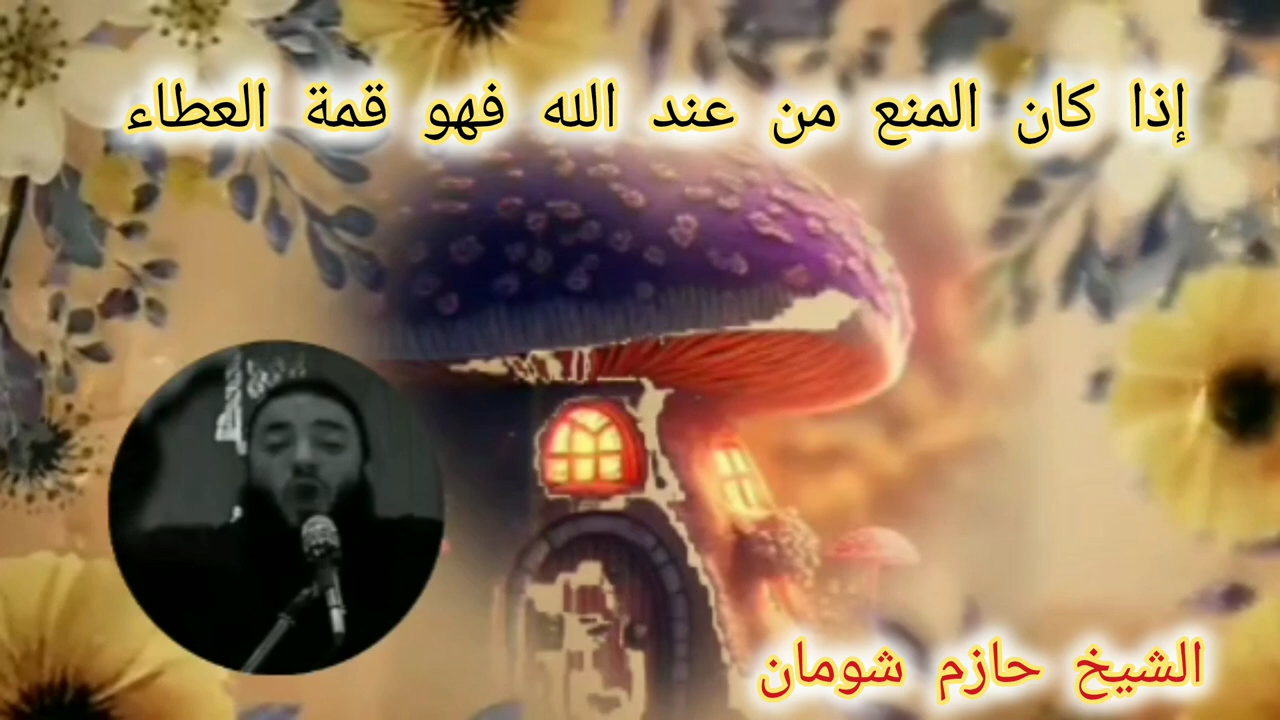 إذا كان المنع من عند الله فهو قمة العطاء
الشيخ حازم شومان